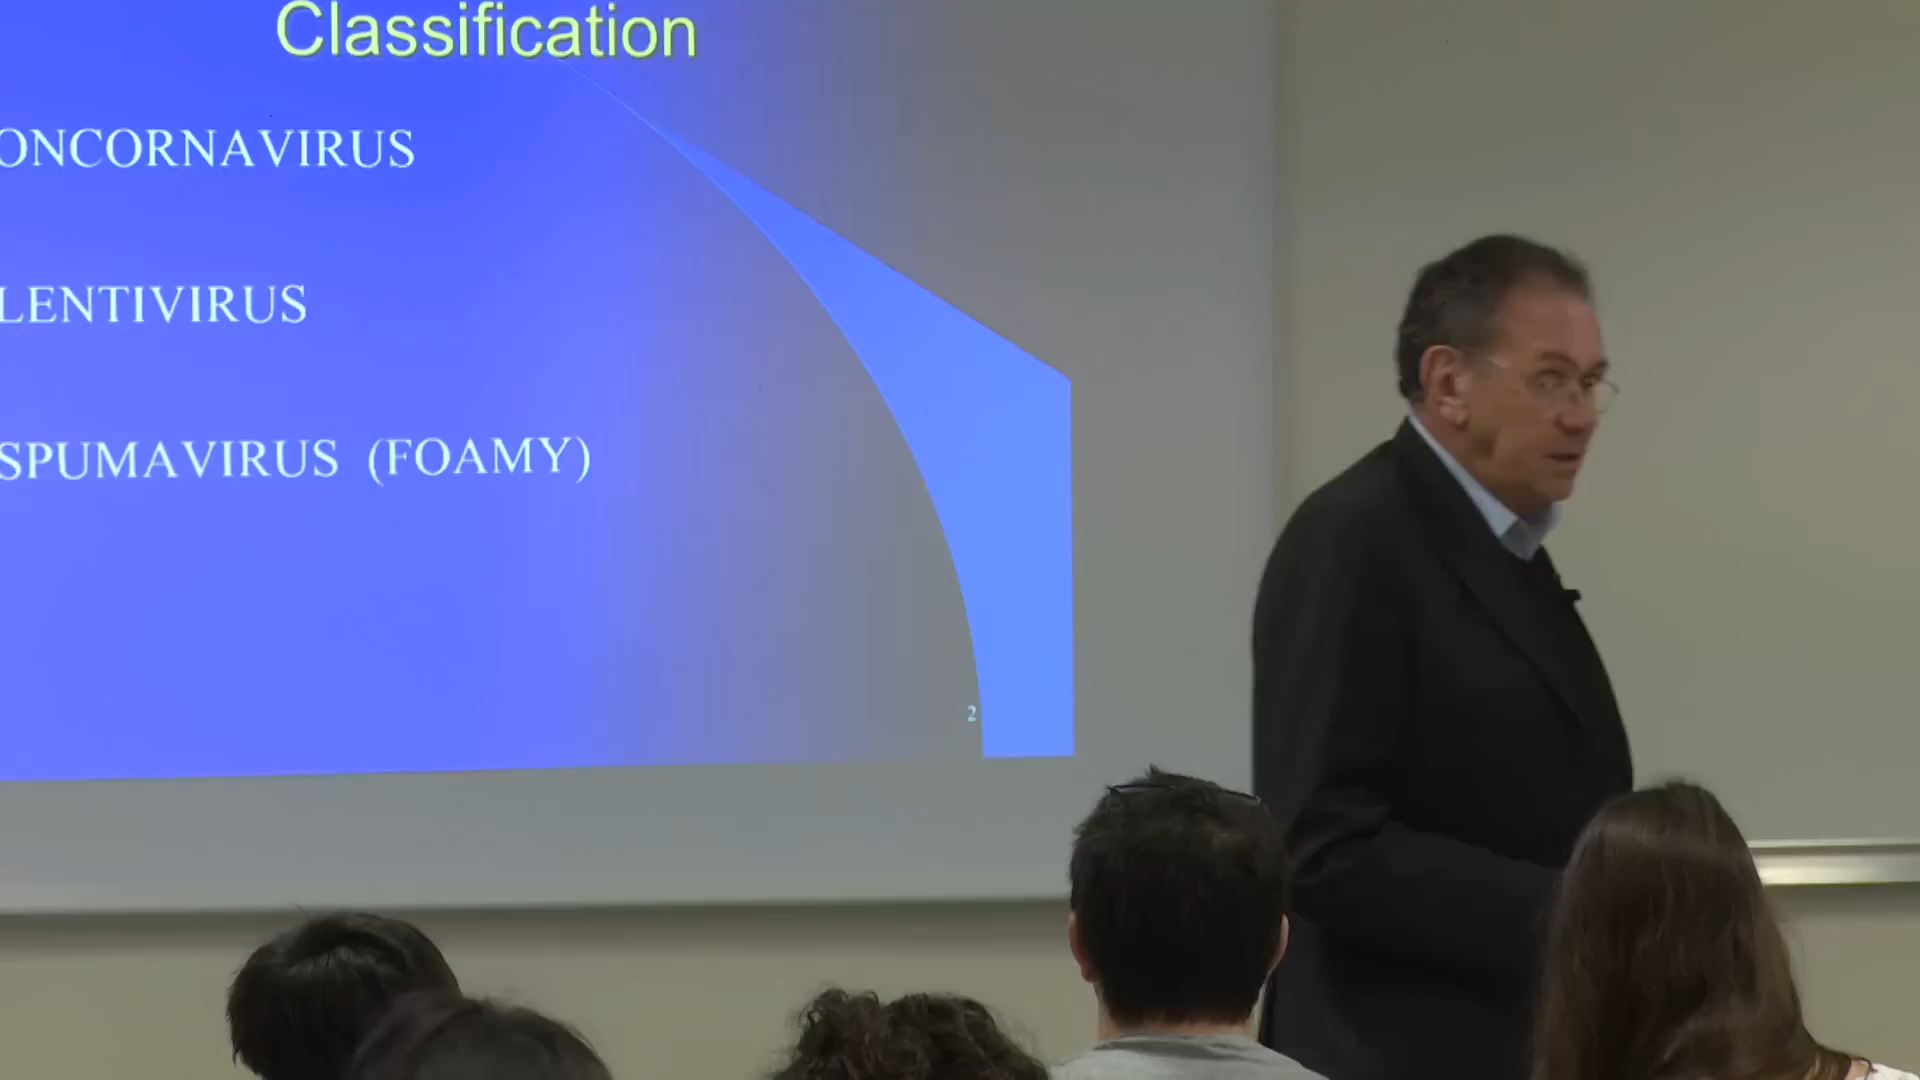 Classification
ONCORNAVIRUS
LENTIVIRUS
SPUMAVIRUS (FOAMY)
2